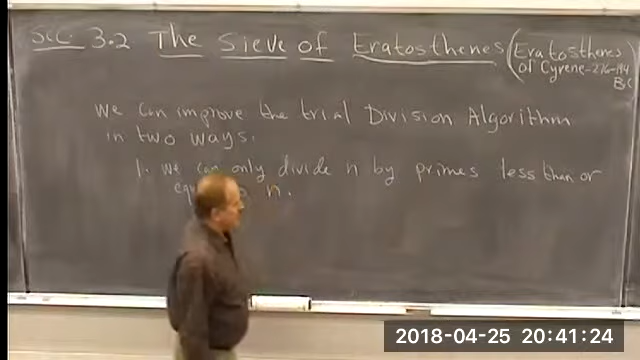 Sec. 3.2 The Sieve of Eratosthenes (Eratosthenes
of Cyrene-276-194
BC
We can improve the trial Division Algorithm
in two ways.
1. We can only divide n by primes less than or
n.
2018-04-25 20:41:24